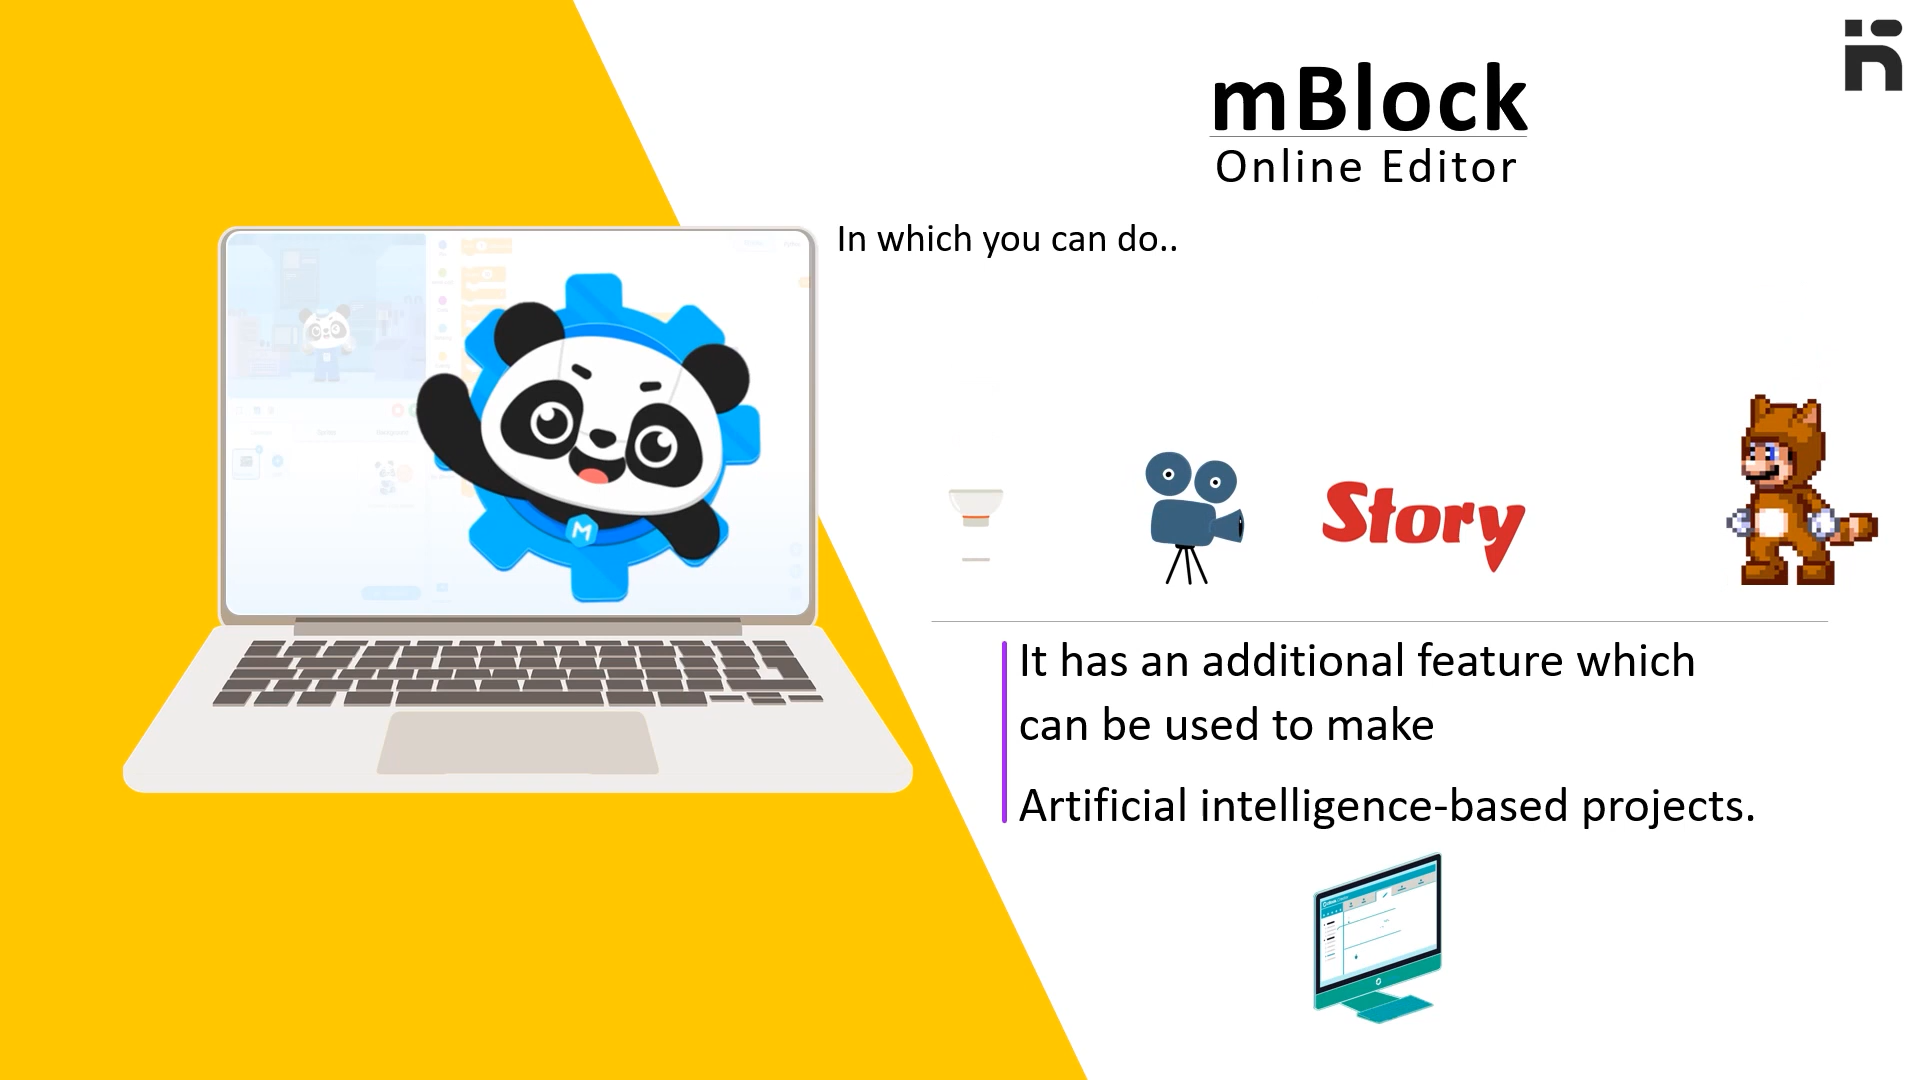 mBlock
Online Editor
In which you can do..
M
Story
It has an additional feature which
can be used to make
Artificial intelligence-based projects.